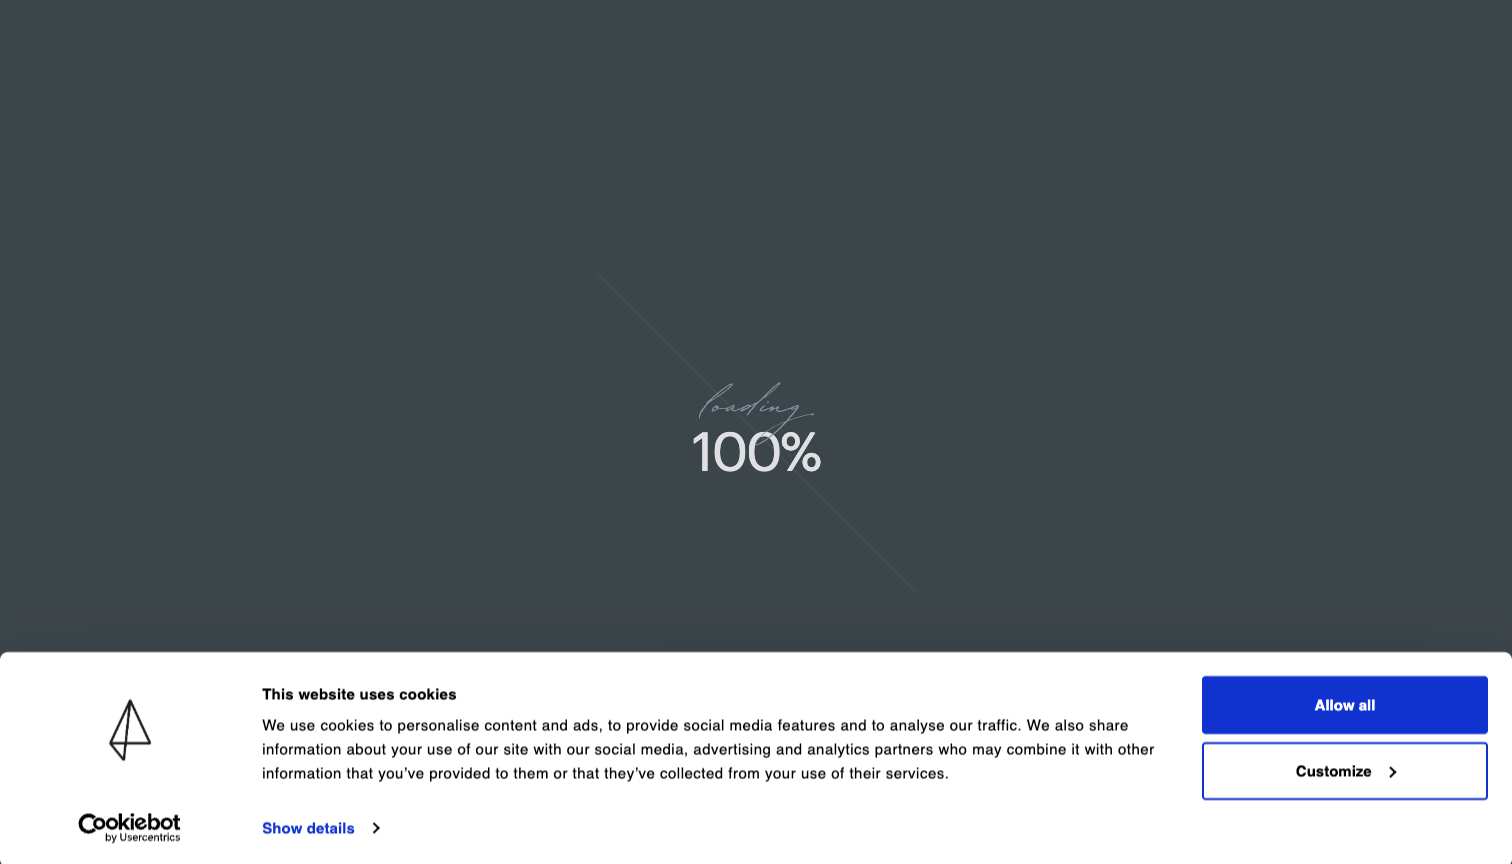 loading
100%
This website uses cookies
We use cookies to personalise content and ads, to provide social media features and to analyse our traffic. We also share
information about your use of our site with our social media, advertising and analytics partners who may combine it with other
information that you've provided to them or that they've collected from your use of their services.
Show details
Allow all
Customize
Cookiebot
by Usercentrics